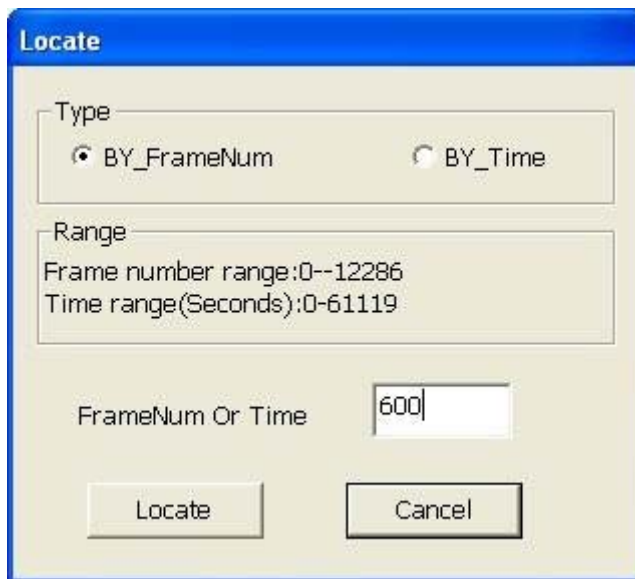 Locate
Type
BY_FrameNum BY_Time
Range
Frame number range:0--12286
Time range(Seconds):0-61119
FrameNum Or Time 600
Locate Cancel